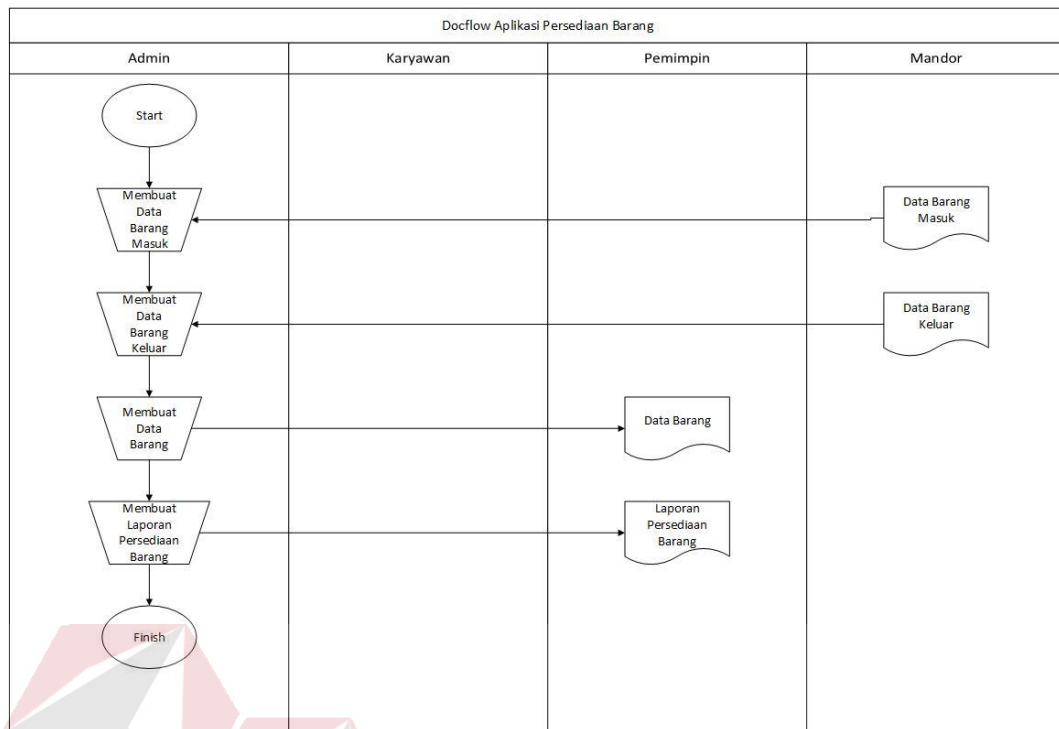 Docflow Aplikasi Persediaan Barang
Admin
Karyawan
Pemimpin
Mandor
Start
Membuat
Data
Barang
Masuk
Data Barang
Masuk
Membuat
Data
Barang
Keluar
Data Barang
Keluar
Membuat
Data
Barang
Data Barang
Membuat
Laporan
Persediaan
Barang
Laporan
Persediaan
Barang
Finish